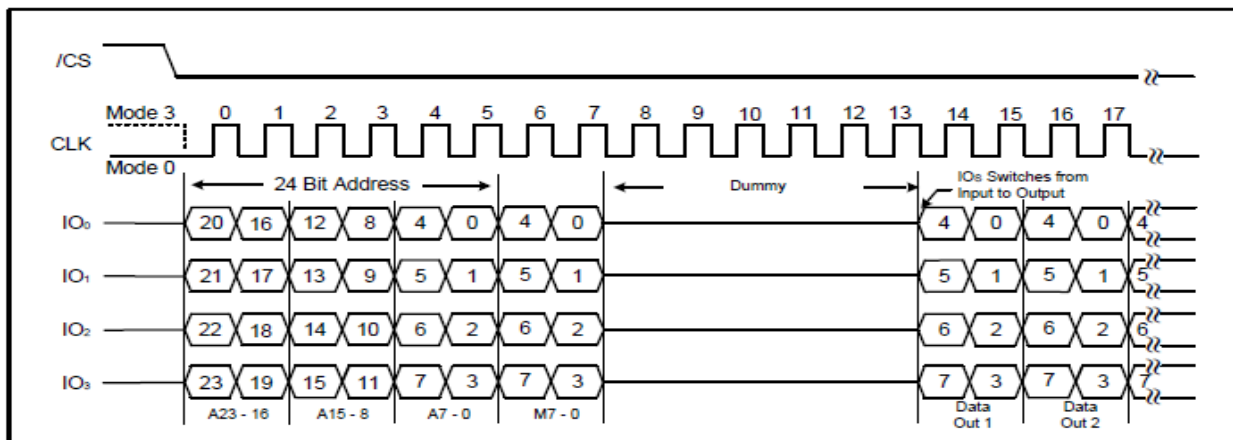 /CS
Mode 3 0 1 2 3 4 5 6 7 8 9 10 11 12 13 14 15 16 17
CLK
Mode 0
24 Bit Address Dummy IOs Switches from
Input to Output
IO₀ 20 16 12 8 4 0 4 0 4 0 4 0 4
IO₁ 21 17 13 9 5 1 5 1 5 1 5 1 5
IO₂ 22 18 14 10 6 2 6 2 6 2 6 2 6
IO₃ 23 19 15 11 7 3 7 3 7 3 7 3 7
A23 - 16 A15 - 8 A7 - 0 M7 - 0 Data Data
Out 1 Out 2